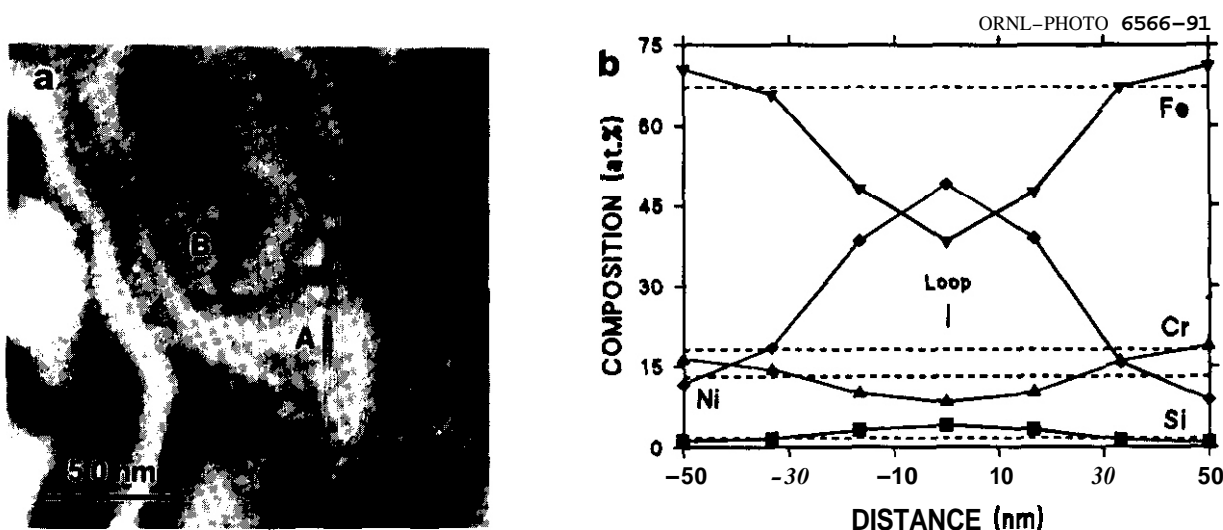 ORNL-PHOTO 6566-91
a
B
A
50 nm
b
COMPOSITION (at.%)
75
60
45
30
15
0
Fe
Loop
Cr
Ni
Si
-50
-30
-10
10
30
50
DISTANCE (nm)